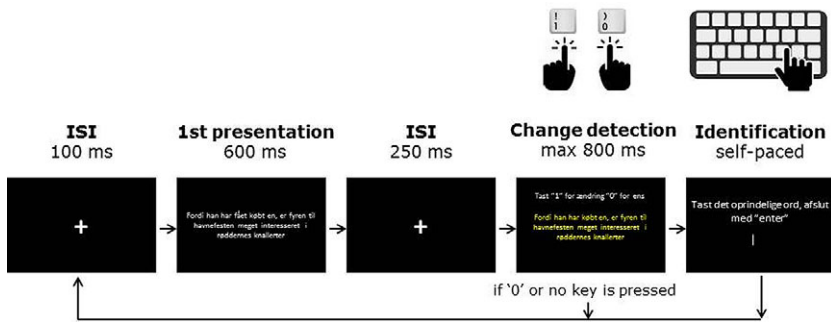 !
1
)
0
ISI
100 ms
1st presentation
600 ms
ISI
250 ms
Change detection
max 800 ms
Identification
self-paced
Fordi han har fået købt en, er fyren til
havnefesten meget interesseret i
røddernes knallerter
Tast "1" for ændring "0" for ens
Fordi han har købt en, er fyren til
havnefesten meget interesseret i
røddernes knallerter
Tast det oprindelige ord, afslut
med "enter"
if '0' or no key is pressed